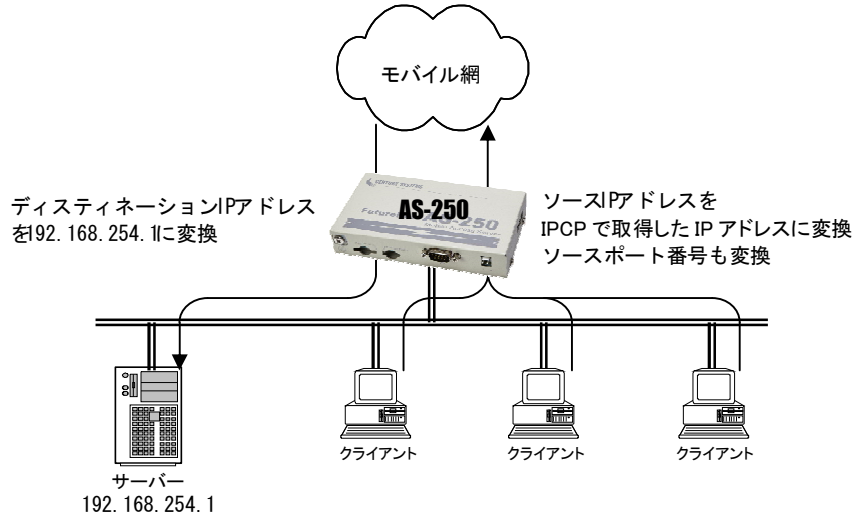 モバイル網
ディスティネーションIPアドレス
を192.168.254.1に変換
AS-250
ソースIPアドレスを
IPCP で取得した IP アドレスに変換
ソースポート番号も変換
クライアント
クライアント
クライアント
サーバー
192.168.254.1